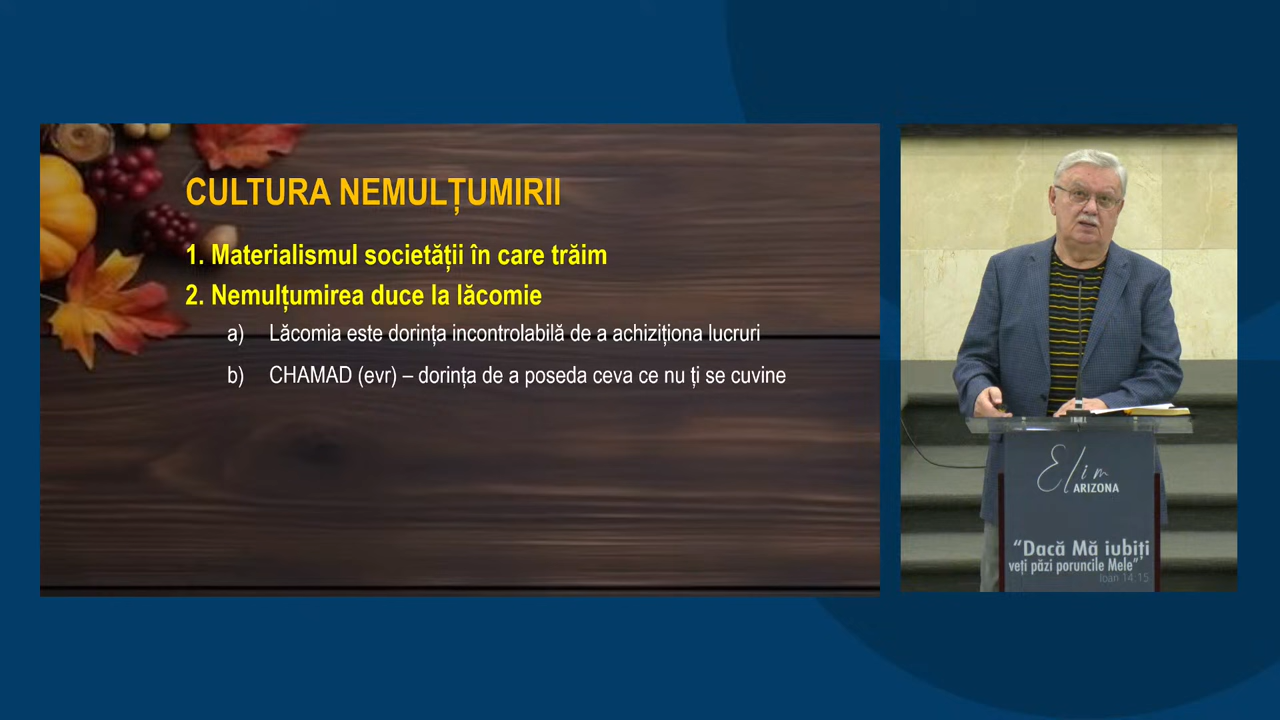 CULTURA NEMULȚUMIRII
1. Materialismul societății în care trăim
2. Nemulțumirea duce la lăcomie
a) Lăcomia este dorința incontrolabilă de a achiziționa lucruri
b) CHAMAD (evr) – dorința de a poseda ceva ce nu ți se cuvine
Elim
ARIZONA
“Dacă Mă iubiți
veți păzi poruncile Mele”
Ioan 14:15